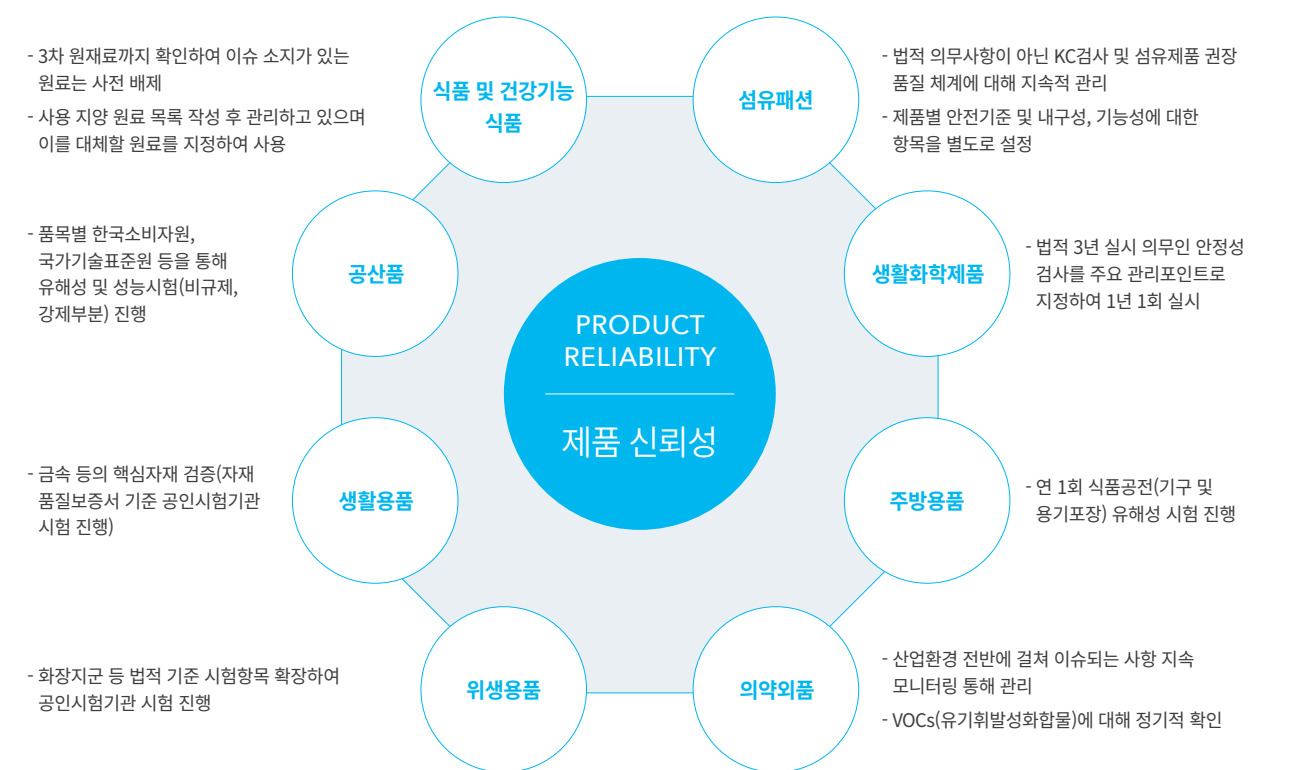 - 3차 원재료까지 확인하여 이슈 소지가 있는
원료는 사전 배제
- 사용 지양 원료 목록 작성 후 관리하고 있으며
이를 대체할 원료를 지정하여 사용
식품 및 건강기능
식품
섬유패션
- 법적 의무사항이 아닌 KC검사 및 섬유제품 권장
품질 체계에 대해 지속적 관리
- 제품별 안전기준 및 내구성, 기능성에 대한
항목을 별도로 설정
- 품목별 한국소비자원,
국가기술표준원 등을 통해
유해성 및 성능시험(비규제,
강제부분) 진행
공산품
생활화학제품
- 법적 3년 실시 의무인 안정성
검사를 주요 관리포인트로
지정하여 1년 1회 실시
PRODUCT
RELIABILITY
제품 신뢰성
- 금속 등의 핵심자재 검증(자재
품질보증서 기준 공인시험기관
시험 진행)
생활용품
주방용품
- 연 1회 식품공전(기구 및
용기포장) 유해성 시험 진행
- 화장지군 등 법적 기준 시험항목 확장하여
공인시험기관 시험 진행
위생용품
의약외품
- 산업환경 전반에 걸쳐 이슈되는 사항 지속
모니터링 통해 관리
- VOCs(유기휘발성화합물)에 대해 정기적 확인